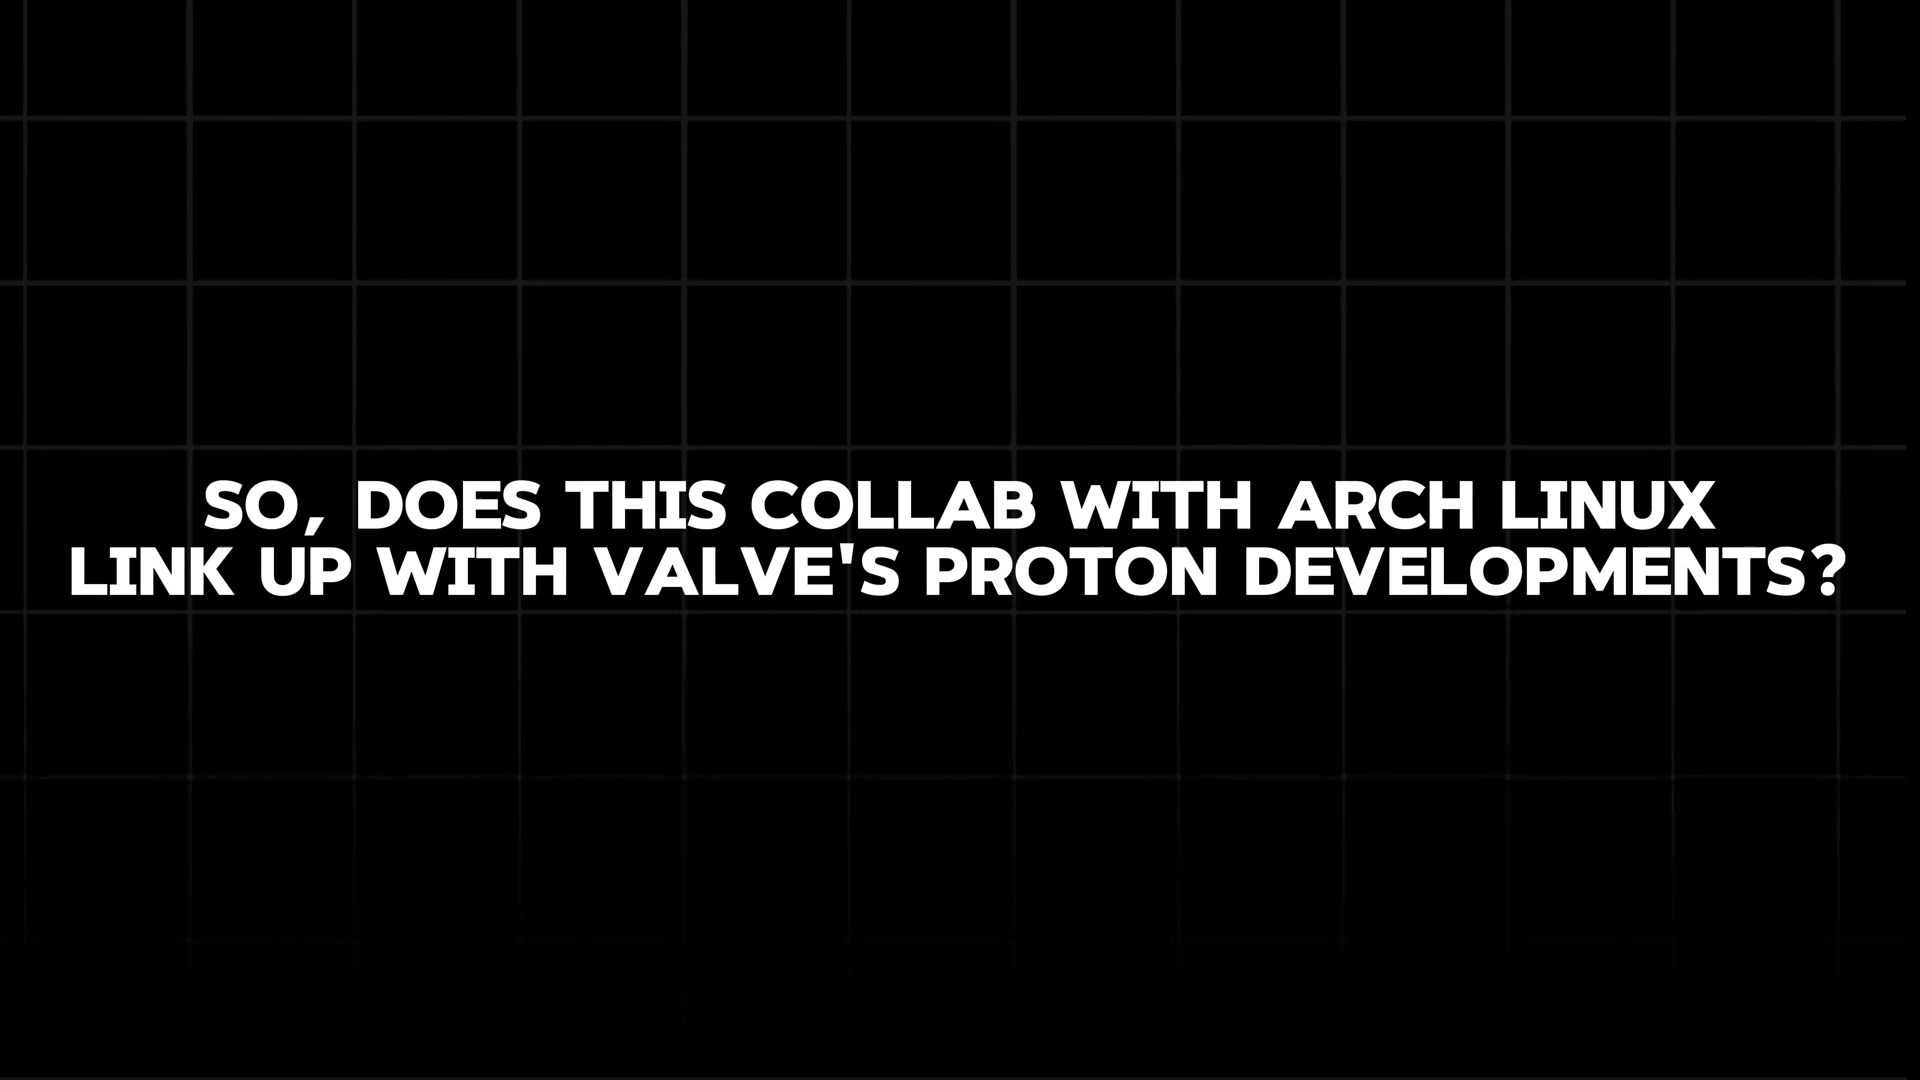 SO, DOES THIS COLLAB WITH ARCH LINUX
LINK UP WITH VALVE'S PROTON DEVELOPMENTS?